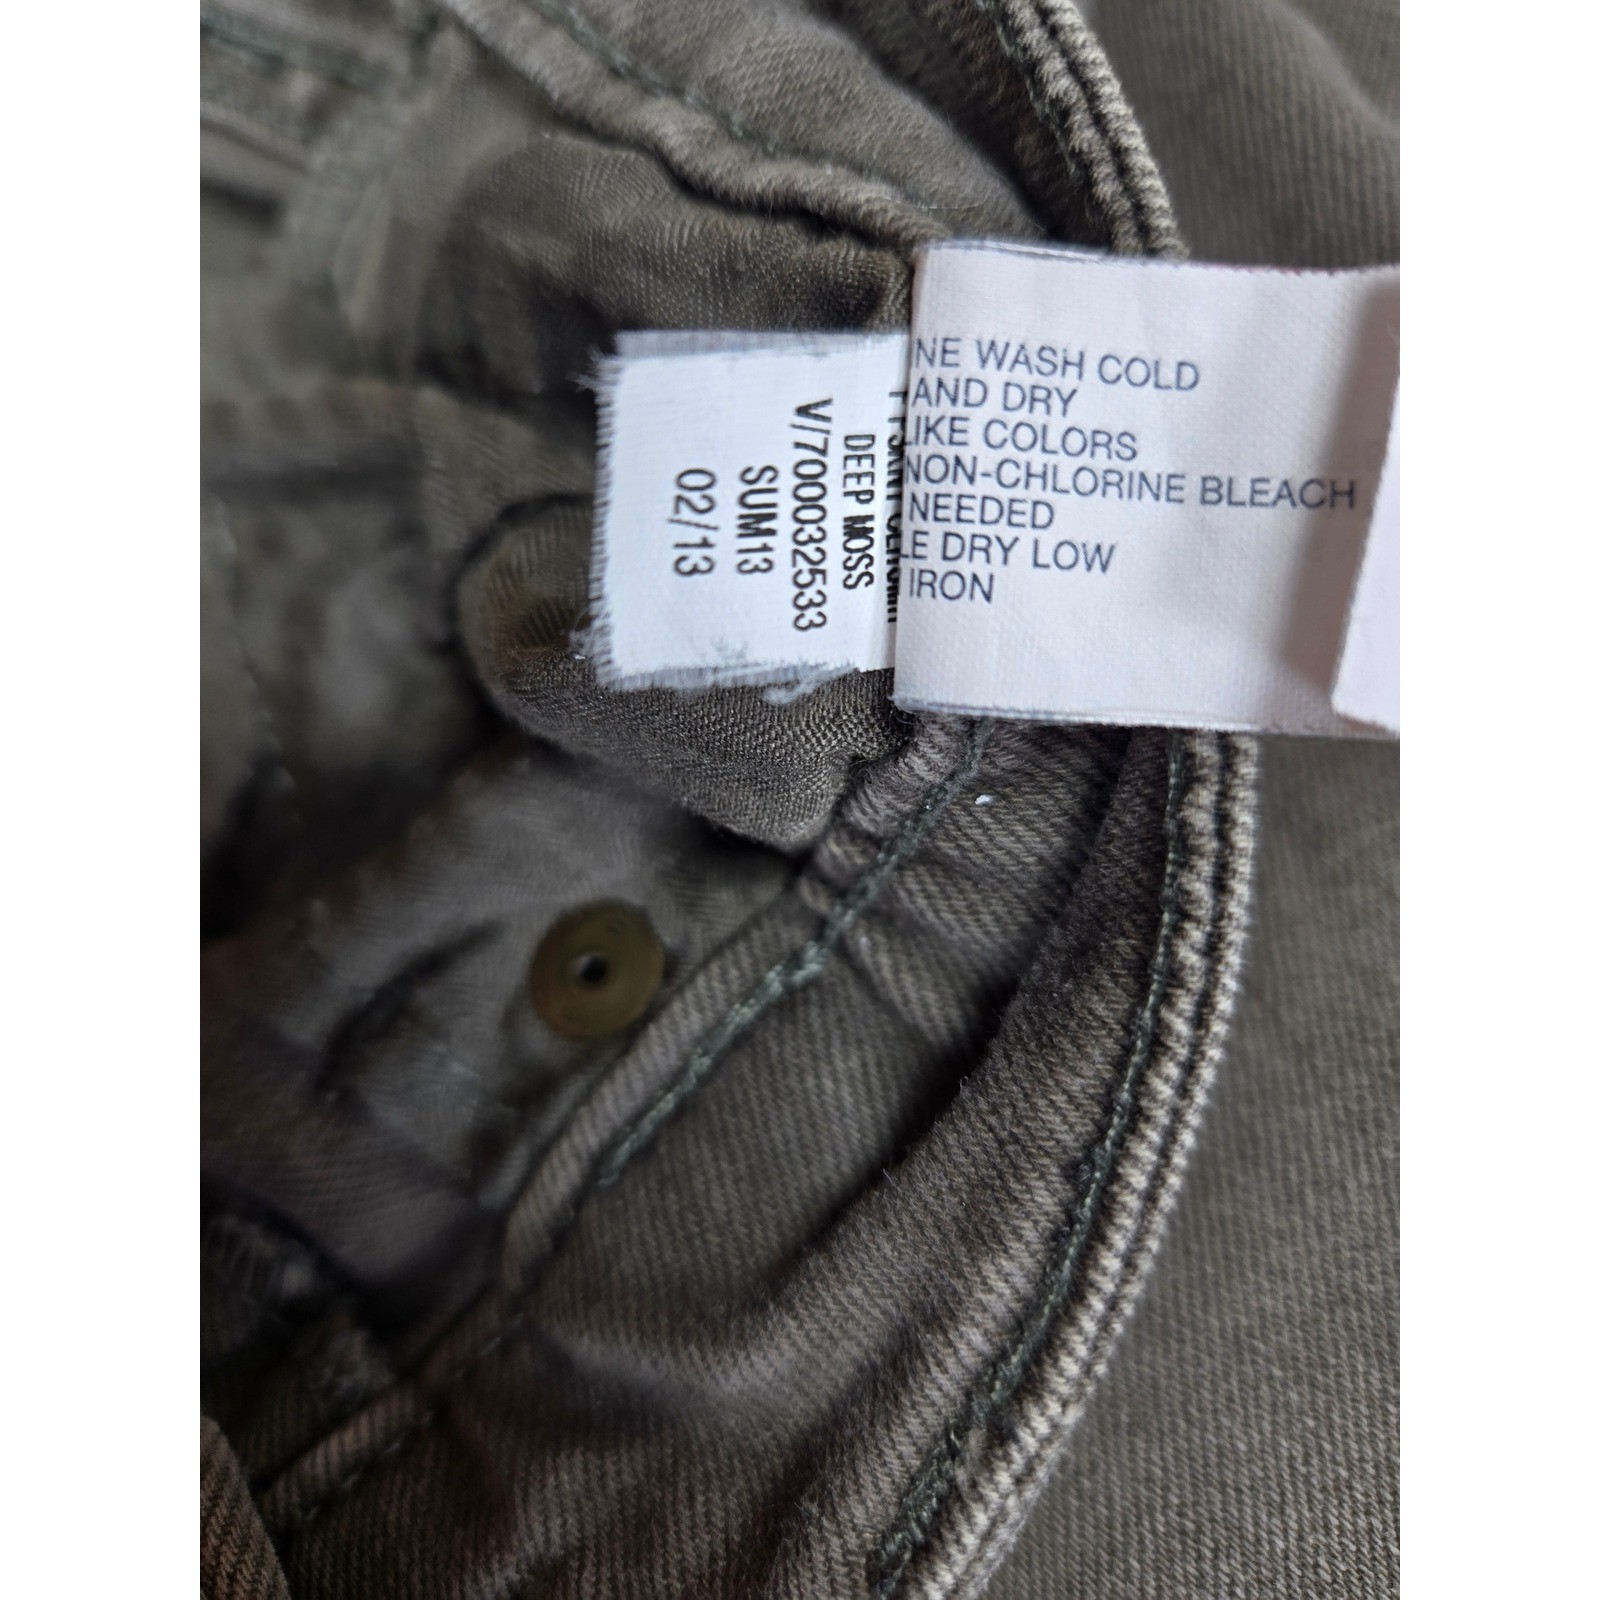 NE WASH COLD
AND DRY
LIKE COLORS
NON-CHLORINE BLEACH
NEEDED
LE DRY LOW
IRON
DEEP MOSS
V/7000032533
SUM13
02/13